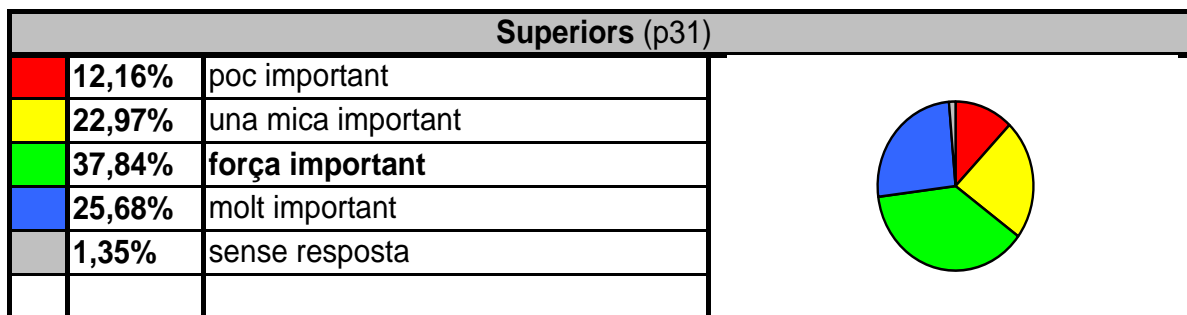 Superiors (p31)
12,16% poc important
22,97% una mica important
37,84% força important
25,68% molt important
1,35% sense resposta